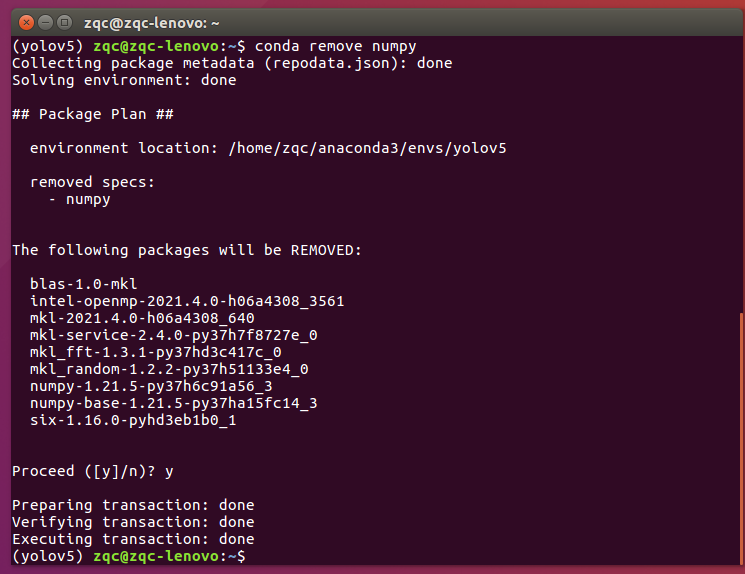 zqc@zqc-lenovo: ~
(yolov5) zqc@zqc-lenovo:~$ conda remove numpy
Collecting package metadata (repodata.json): done
Solving environment: done
## Package Plan ##
environment location: /home/zqc/anaconda3/envs/yolov5
removed specs:
- numpy
The following packages will be REMOVED:
blas-1.0-mkl
intel-openmp-2021.4.0-h06a4308_3561
mkl-2021.4.0-h06a4308_640
mkl-service-2.4.0-py37h7f8727e_0
mkl_fft-1.3.1-py37hd3c417c_0
mkl_random-1.2.2-py37h51133e4_0
numpy-1.21.5-py37h6c91a56_3
numpy-base-1.21.5-py37ha15fc14_3
six-1.16.0-pyhd3eb1b0_1
Proceed ([y]/n)? y
Preparing transaction: done
Verifying transaction: done
Executing transaction: done
(yolov5) zqc@zqc-lenovo:~$